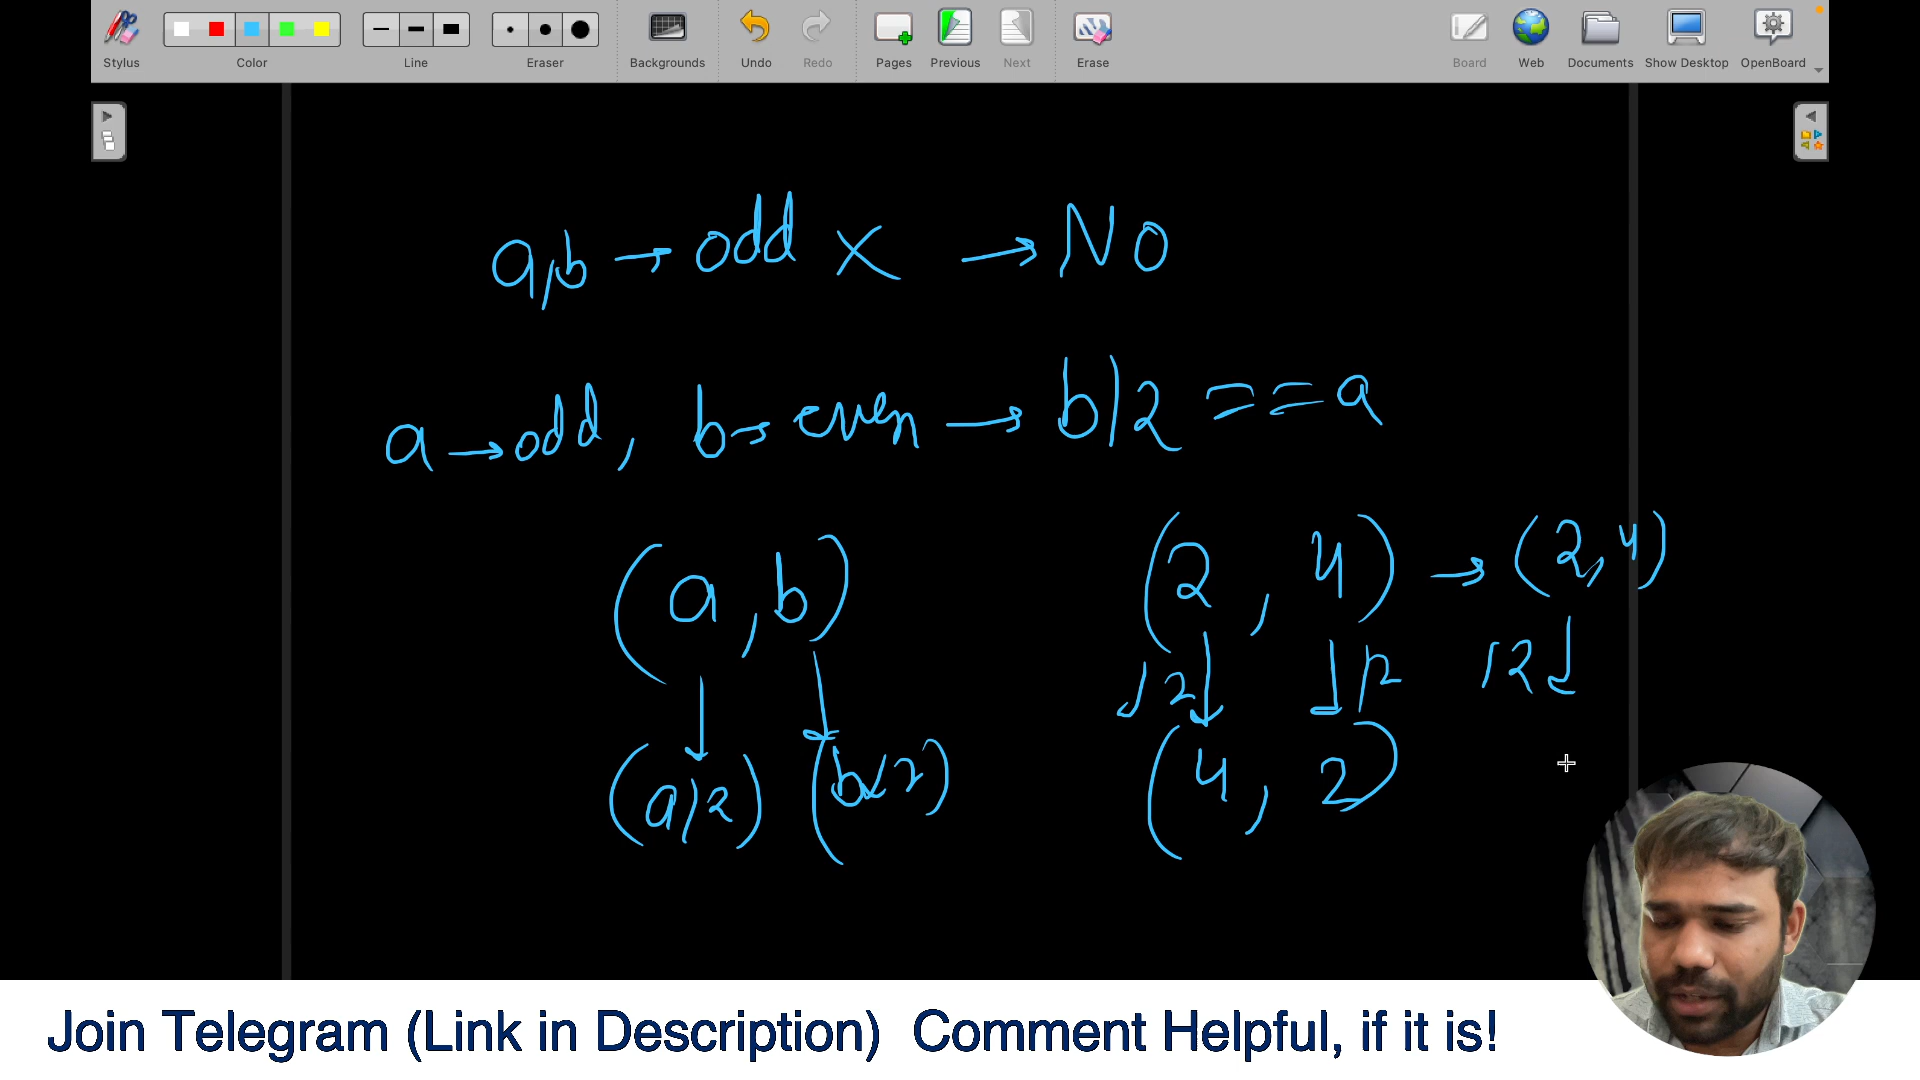 Stylus Color Line Eraser Backgrounds Undo Redo Pages Previous Next Erase Board Web Documents Show Desktop OpenBoard
a,b → odd X → No
a → odd, b → even → b/2 == a
(a, b) (2, 4) → (2, 4)
/2 /2 /2
(a/2) (b/2) (4, 2)
Join Telegram (Link in Description) Comment Helpful, if it is!